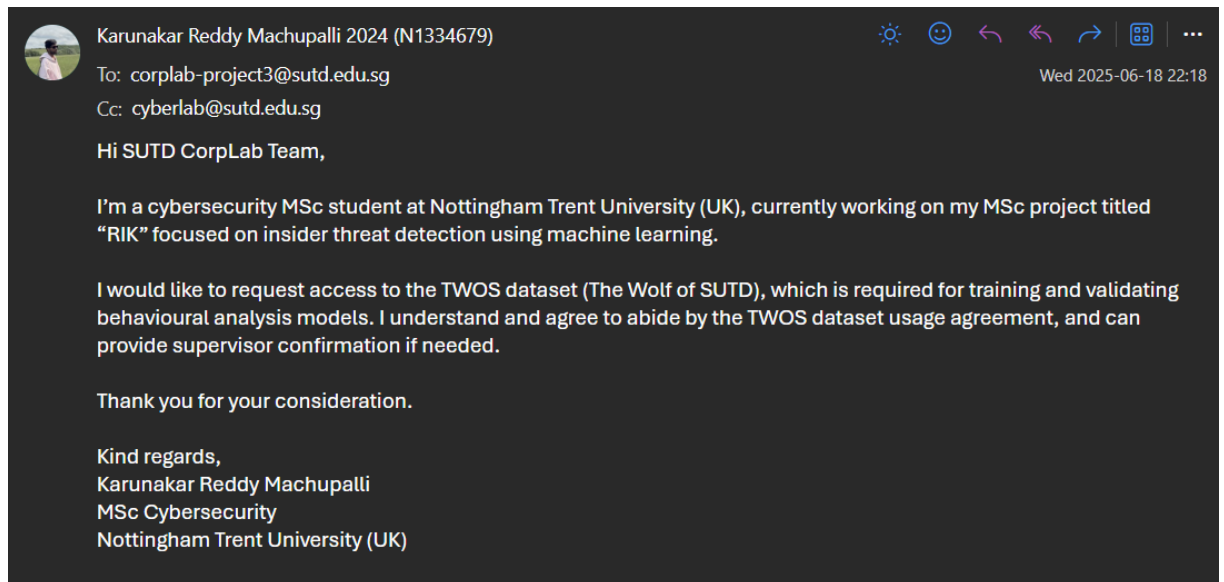 Karunakar Reddy Machupalli 2024 (N1334679)
To: corplab-project3@sutd.edu.sg
Wed 2025-06-18 22:18
Cc: cyberlab@sutd.edu.sg
Hi SUTD CorpLab Team,
I’m a cybersecurity MSc student at Nottingham Trent University (UK), currently working on my MSc project titled
“RIK” focused on insider threat detection using machine learning.
I would like to request access to the TWOS dataset (The Wolf of SUTD), which is required for training and validating
behavioural analysis models. I understand and agree to abide by the TWOS dataset usage agreement, and can
provide supervisor confirmation if needed.
Thank you for your consideration.
Kind regards,
Karunakar Reddy Machupalli
MSc Cybersecurity
Nottingham Trent University (UK)